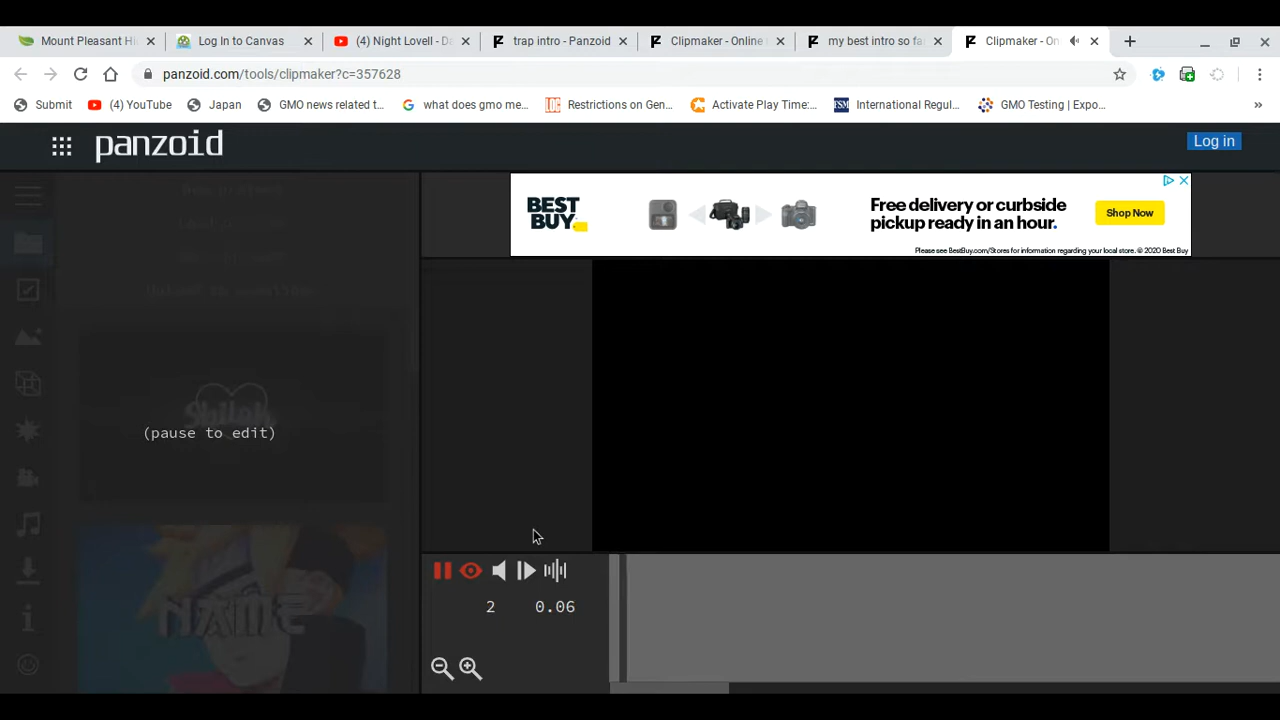 Mount Pleasant Hi
Log In to Canvas
(4) Night Lovell - Da
trap intro - Panzoid
Clipmaker - Online
my best intro so fa
Clipmaker - On
panzoid.com/tools/clipmaker?c=357628
Submit
(4) YouTube
Japan
GMO news related t...
what does gmo me...
Restrictions on Gen...
Activate Play Time:...
FSM
International Regul...
GMO Testing | Expo...
»
panzoid
Log in
BEST BUY
Free delivery or curbside
pickup ready in an hour.
Shop Now
Please see BestBuy.com/Stores for information regarding your local store. © 2020 Best Buy
Shiloh
(pause to edit)
NAME
2 0.06